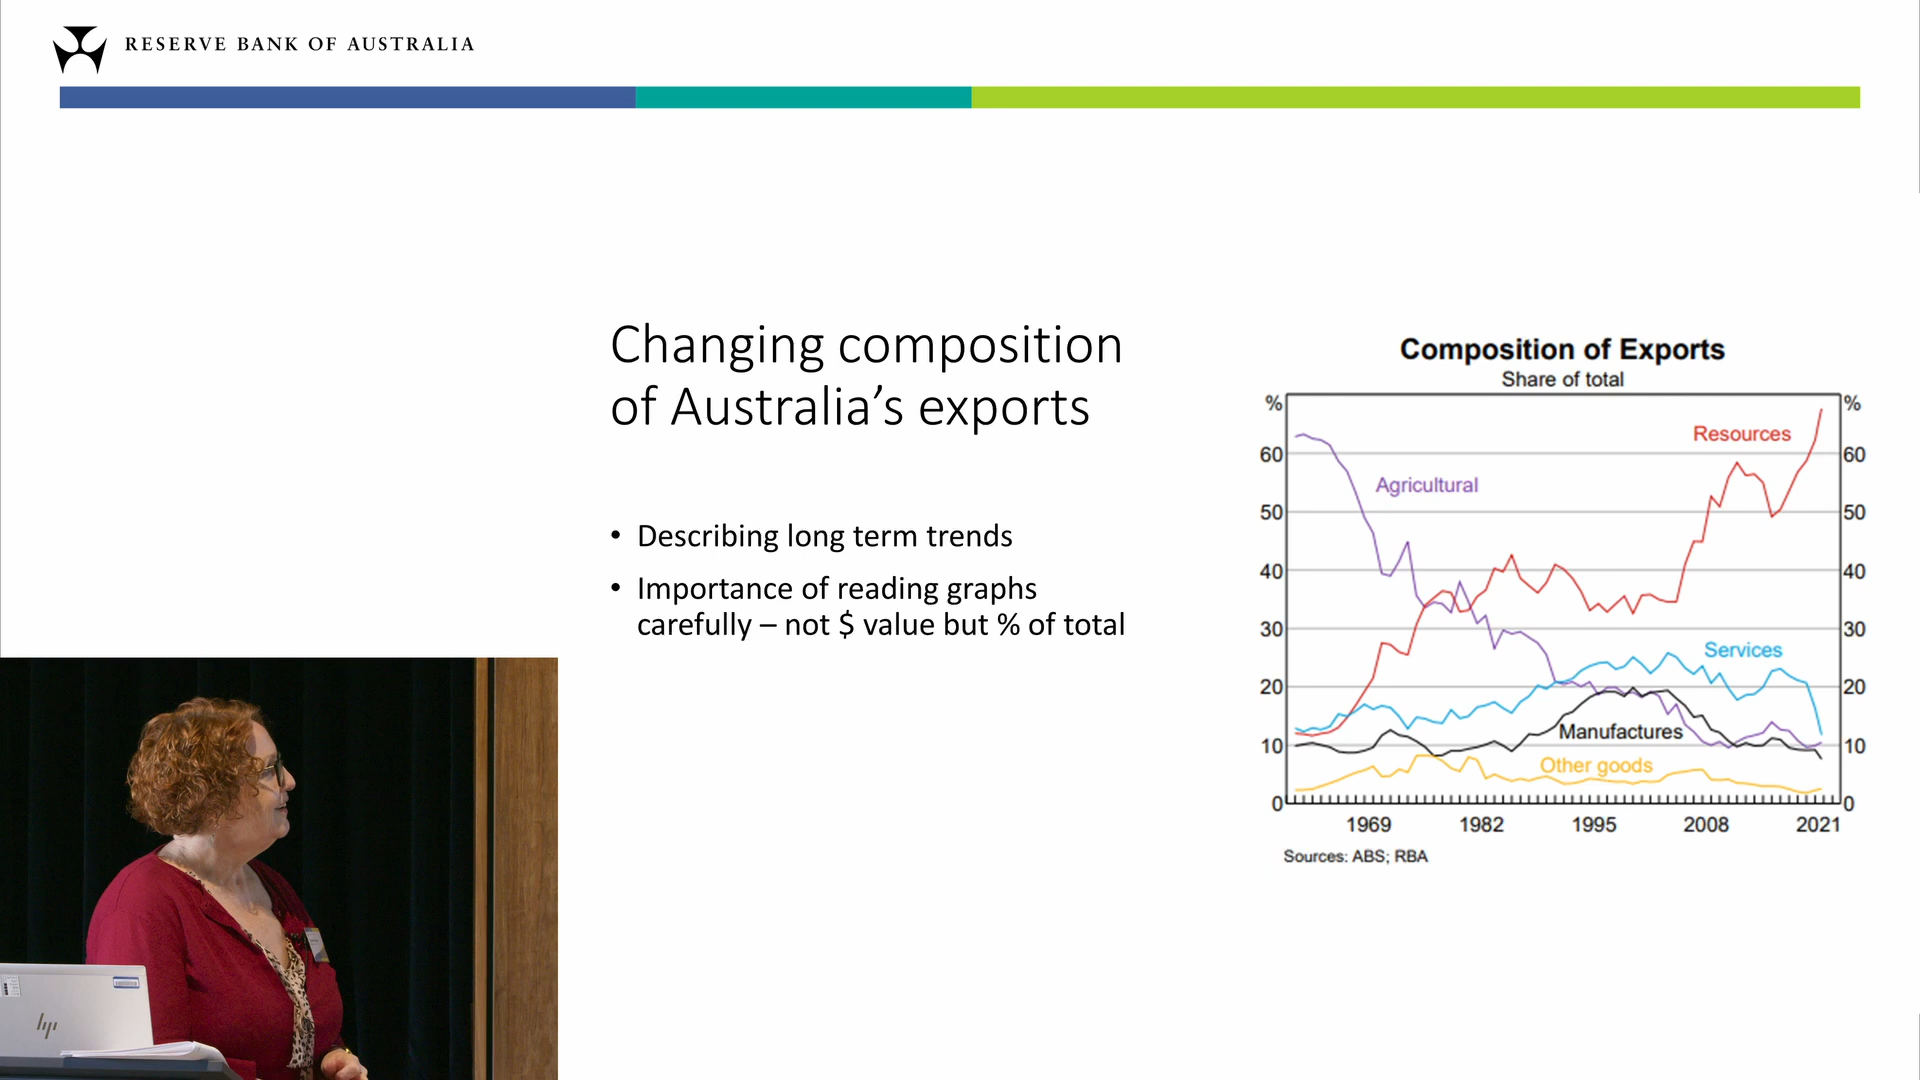 RESERVE BANK OF AUSTRALIA
Changing composition
of Australia’s exports
• Describing long term trends
• Importance of reading graphs
carefully – not $ value but % of total
Composition of Exports
Share of total
% %
Resources
60 60
Agricultural
50 50
40 40
30 30
Services
20 20
Manufactures
10 10
Other goods
0 0
1969 1982 1995 2008 2021
Sources: ABS; RBA
hp